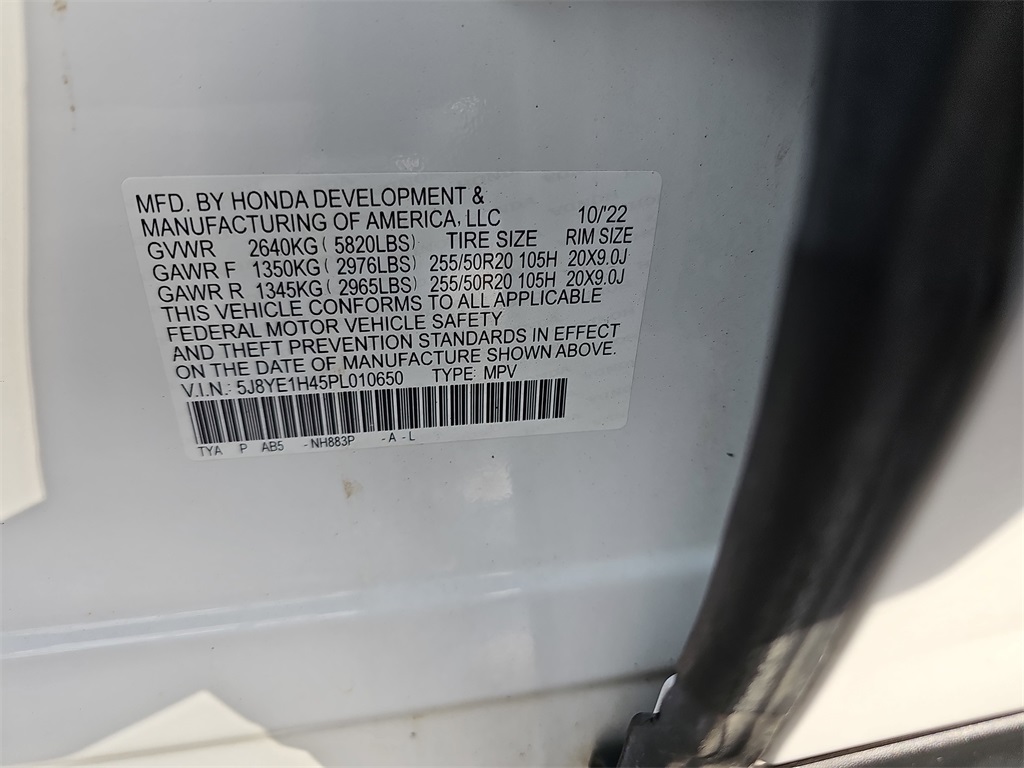 MFD. BY HONDA DEVELOPMENT &
MANUFACTURING OF AMERICA, LLC 10/'22
GVWR 2640KG ( 5820LBS) TIRE SIZE RIM SIZE
GAWR F 1350KG ( 2976LBS) 255/50R20 105H 20X9.0J
GAWR R 1345KG ( 2965LBS) 255/50R20 105H 20X9.0J
THIS VEHICLE CONFORMS TO ALL APPLICABLE
FEDERAL MOTOR VEHICLE SAFETY
AND THEFT PREVENTION STANDARDS IN EFFECT
ON THE DATE OF MANUFACTURE SHOWN ABOVE.
V.I.N.: 5J8YE1H45PL010650 TYPE: MPV
TYA P AB5 -NH883P -A-L